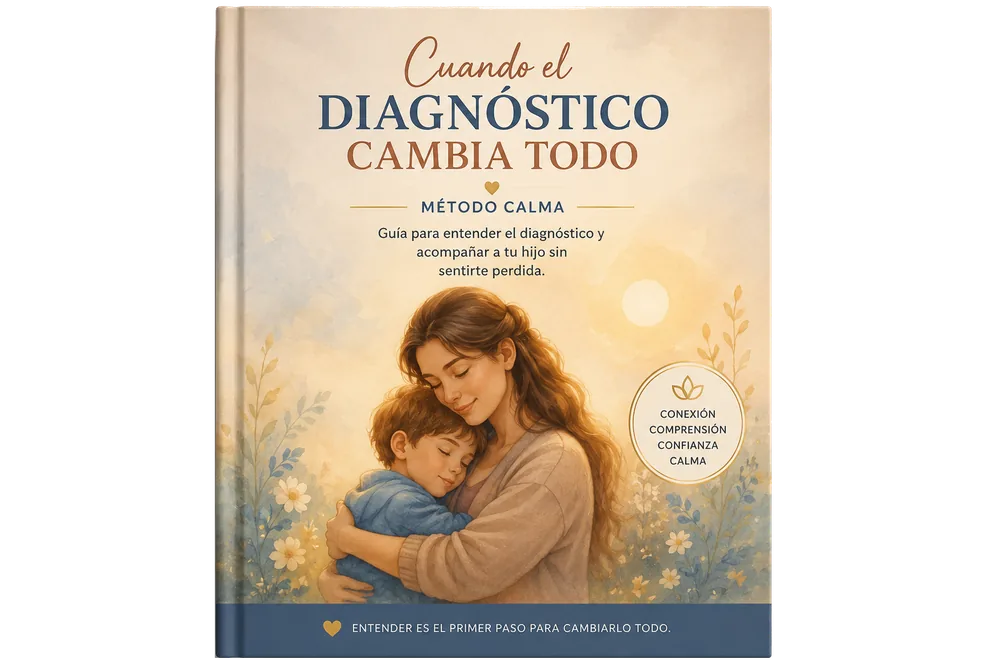 Cuando el
DIAGNÓSTICO
CAMBIA TODO
MÉTODO CALMA
Guía para entender el diagnóstico y
acompañar a tu hijo sin
sentirte perdida.
CONEXIÓN
COMPRENSIÓN
CONFIANZA
CALMA
ENTENDER ES EL PRIMER PASO PARA CAMBIARLO TODO.